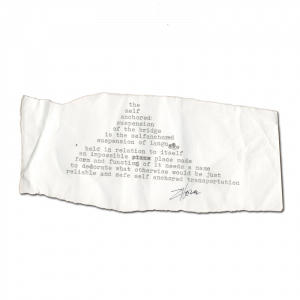 the
self
anchored
suspension
of the bridge
is the selfanchored
suspension of langu
held in relation to itself
an impossible place made
form and function of it needs a name
to decorate what otherwise would be just
reliable and safe self anchored transportation